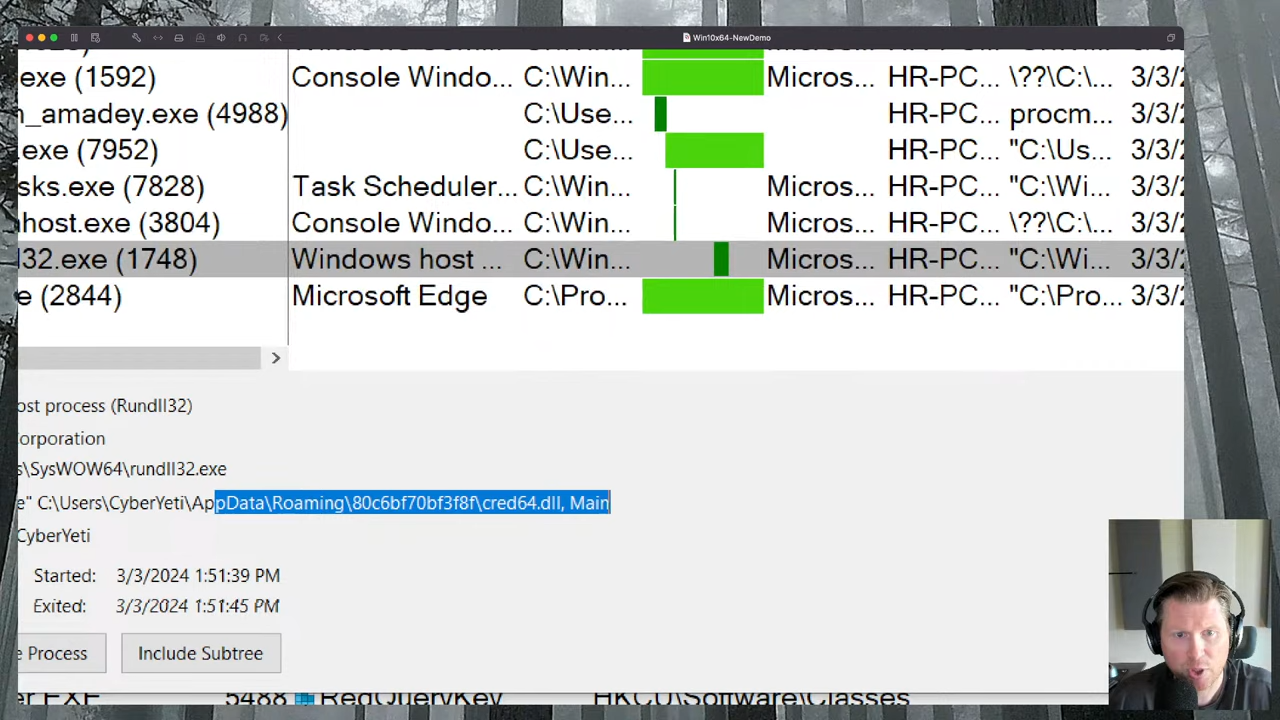 Win10x64-NewDemo
.exe (1592) Console Windo... C:\Win... Micros... HR-PC... \??\C:\... 3/3/2
n_amadey.exe (4988) C:\Use... HR-PC... procm... 3/3/2
.exe (7952) C:\Use... HR-PC... "C:\Us... 3/3/2
sks.exe (7828) Task Scheduler... C:\Win... Micros... HR-PC... "C:\Wi... 3/3/2
ahost.exe (3804) Console Windo... C:\Win... Micros... HR-PC... \??\C:\... 3/3/2
l32.exe (1748) Windows host ... C:\Win... Micros... HR-PC... "C:\Wi... 3/3/2
e (2844) Microsoft Edge C:\Pro... Micros... HR-PC... "C:\Pro... 3/3/2
ost process (Rundll32)
Corporation
s\SysWOW64\rundll32.exe
e" C:\Users\CyberYeti\AppData\Roaming\80c6bf70bf3f8f\cred64.dll, Main
CyberYeti
Started: 3/3/2024 1:51:39 PM
Exited: 3/3/2024 1:51:45 PM
e Process Include Subtree
er.EXE 5488 RegQueryKey HKCU\Software\Classes